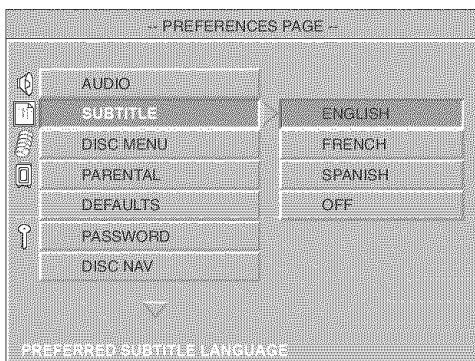 -- PREFERENCES PAGE --
AUDIO
SUBTITLE
ENGLISH
DISC MENU
FRENCH
PARENTAL
SPANISH
DEFAULTS
OFF
PASSWORD
DISC NAV
PREFERRED SUBTITLE LANGUAGE